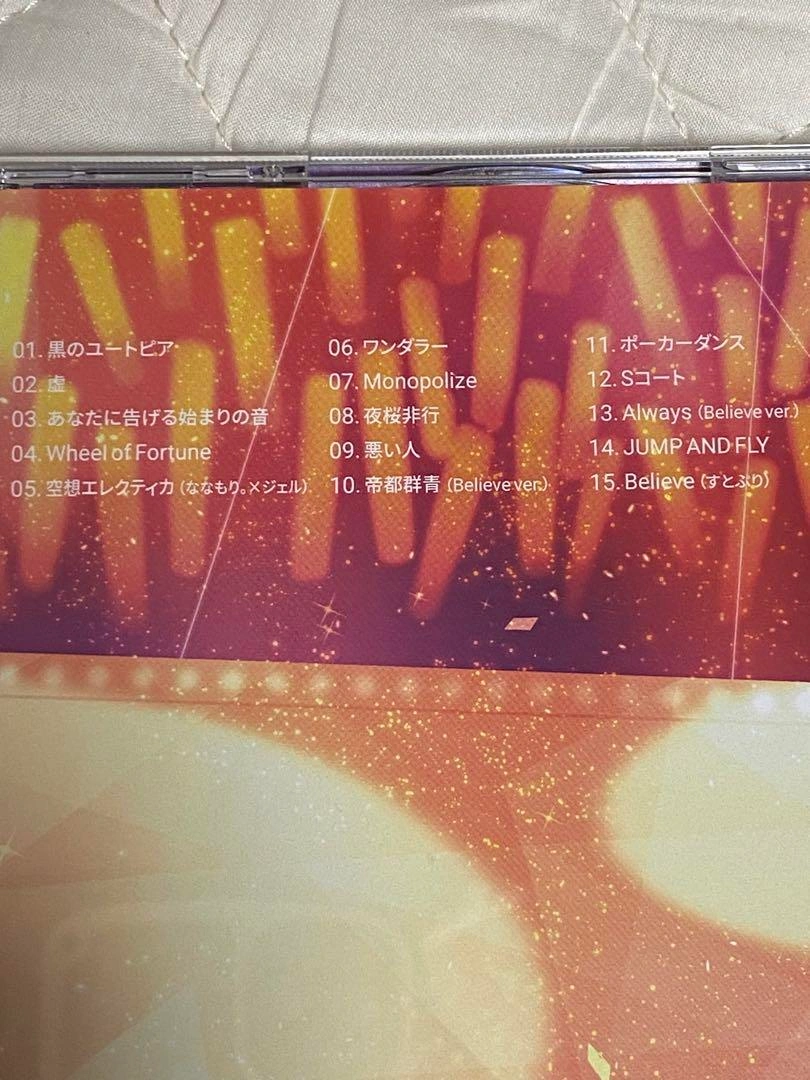 01. 黒のユートピア
02. 虚
03. あなたに告げる始まりの音
04. Wheel of Fortune
05. 空想エレクティカ（ななもり。×ジェル）
06. ワンダラー
07. Monopolize
08. 夜桜非行
09. 悪い人
10. 帝都群青（Believe ver.）
11. ポーカーダンス
12. Sコート
13. Always（Believe ver.）
14. JUMP AND FLY
15. Believe（すとぷり）